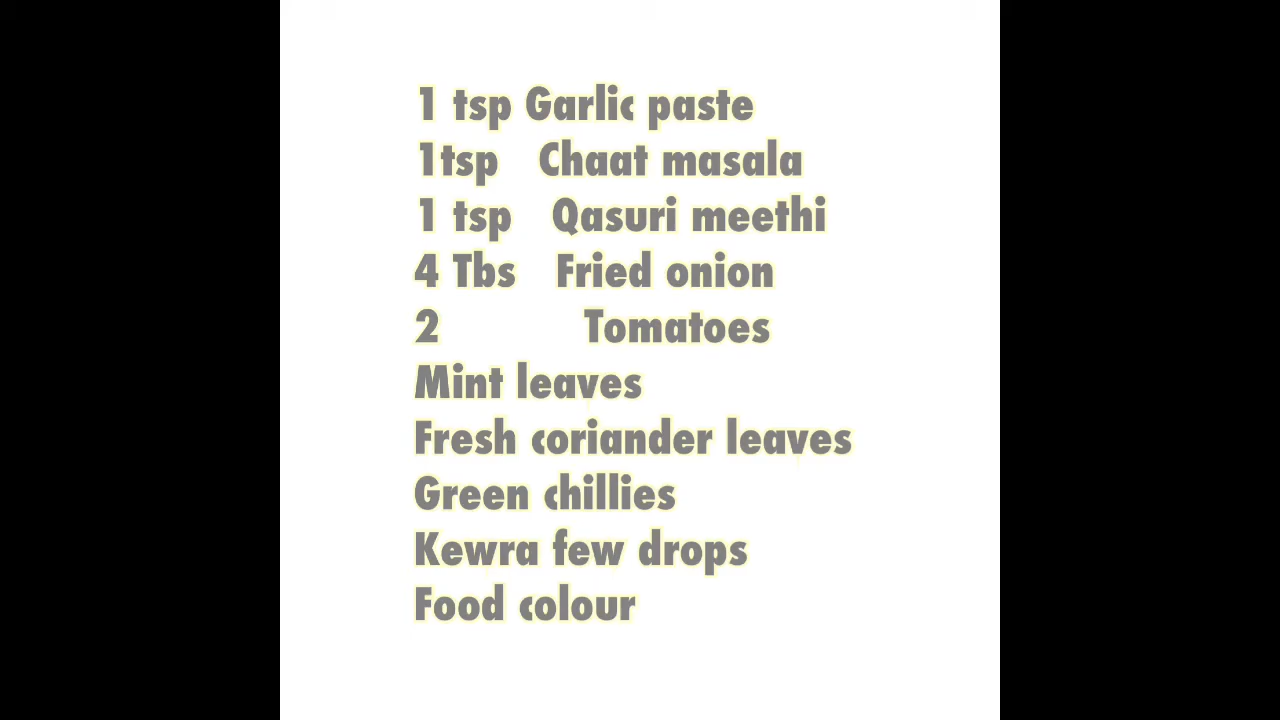 1 tsp Garlic paste
1tsp Chaat masala
1 tsp Qasuri meethi
4 Tbs Fried onion
2 Tomatoes
Mint leaves
Fresh coriander leaves
Green chillies
Kewra few drops
Food colour